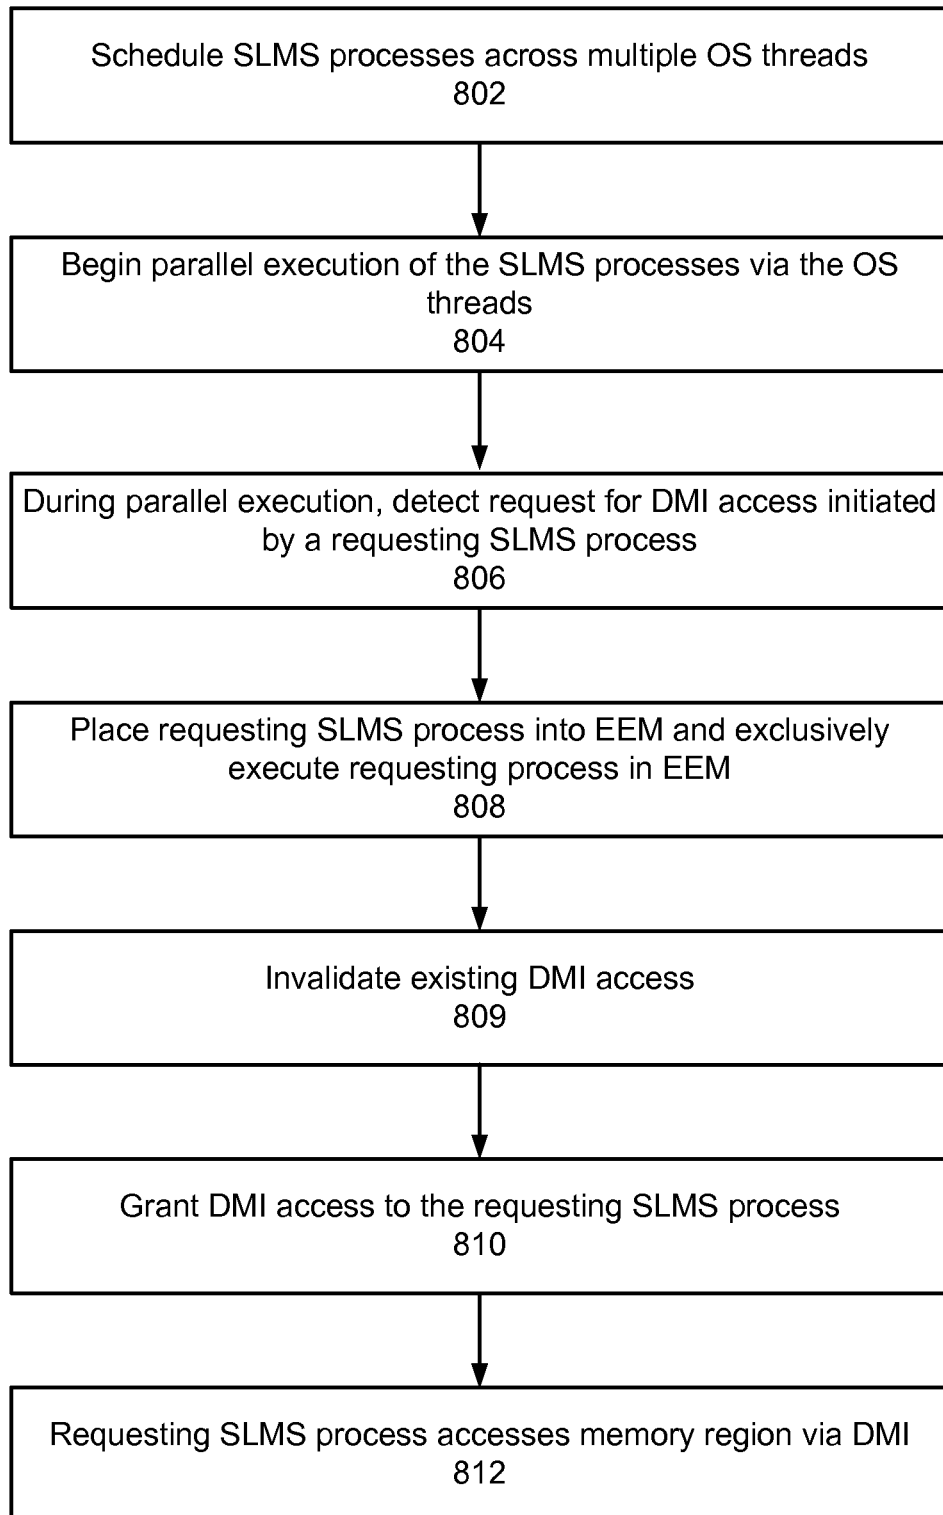 Schedule SLMS processes across multiple OS threads
802
Begin parallel execution of the SLMS processes via the OS
threads
804
During parallel execution, detect request for DMI access initiated
by a requesting SLMS process
806
Place requesting SLMS process into EEM and exclusively
execute requesting process in EEM
808
Invalidate existing DMI access
809
Grant DMI access to the requesting SLMS process
810
Requesting SLMS process accesses memory region via DMI
812